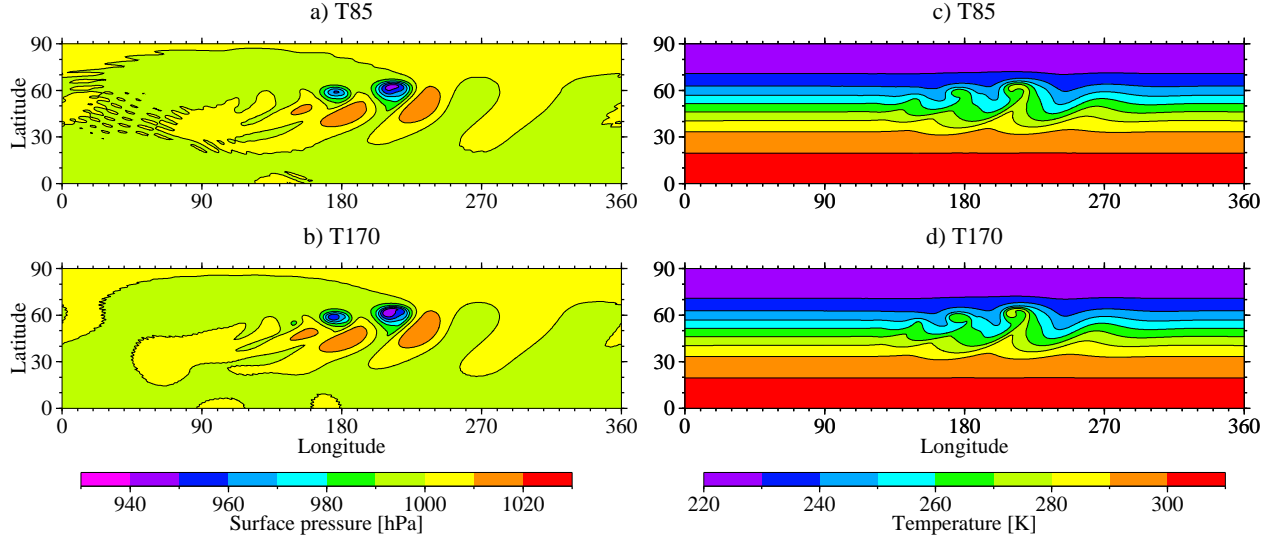 a) T85
90
60
30
0
Latitude
0 90 180 270 360
c) T85
90
60
30
0
0 90 180 270 360
b) T170
90
60
30
0
Latitude
0 90 180 270 360
Longitude
d) T170
90
60
30
0
0 90 180 270 360
Longitude
940 960 980 1000 1020
Surface pressure [hPa]
220 240 260 280 300
Temperature [K]